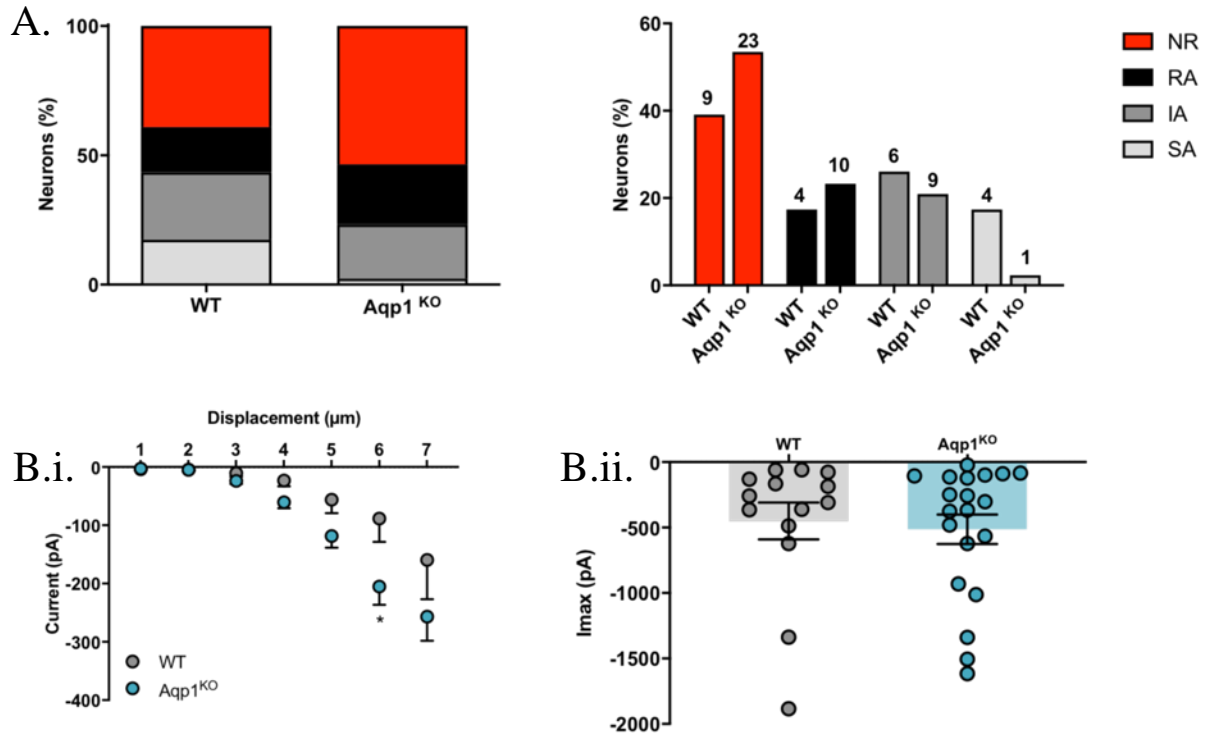 A.
Neurons (%)
100
50
0
WT
Aqp1 KO
Neurons (%)
60
40
20
0
9
23
4
10
6
9
4
1
WT
Aqp1 KO
WT
Aqp1 KO
WT
Aqp1 KO
WT
Aqp1 KO
NR
RA
IA
SA
B.i.
Displacement (µm)
1 2 3 4 5 6 7
Current (pA)
0
-100
-200
-300
-400
*
WT
Aqp1KO
B.ii.
WT
Aqp1KO
Imax (pA)
0
-500
-1000
-1500
-2000